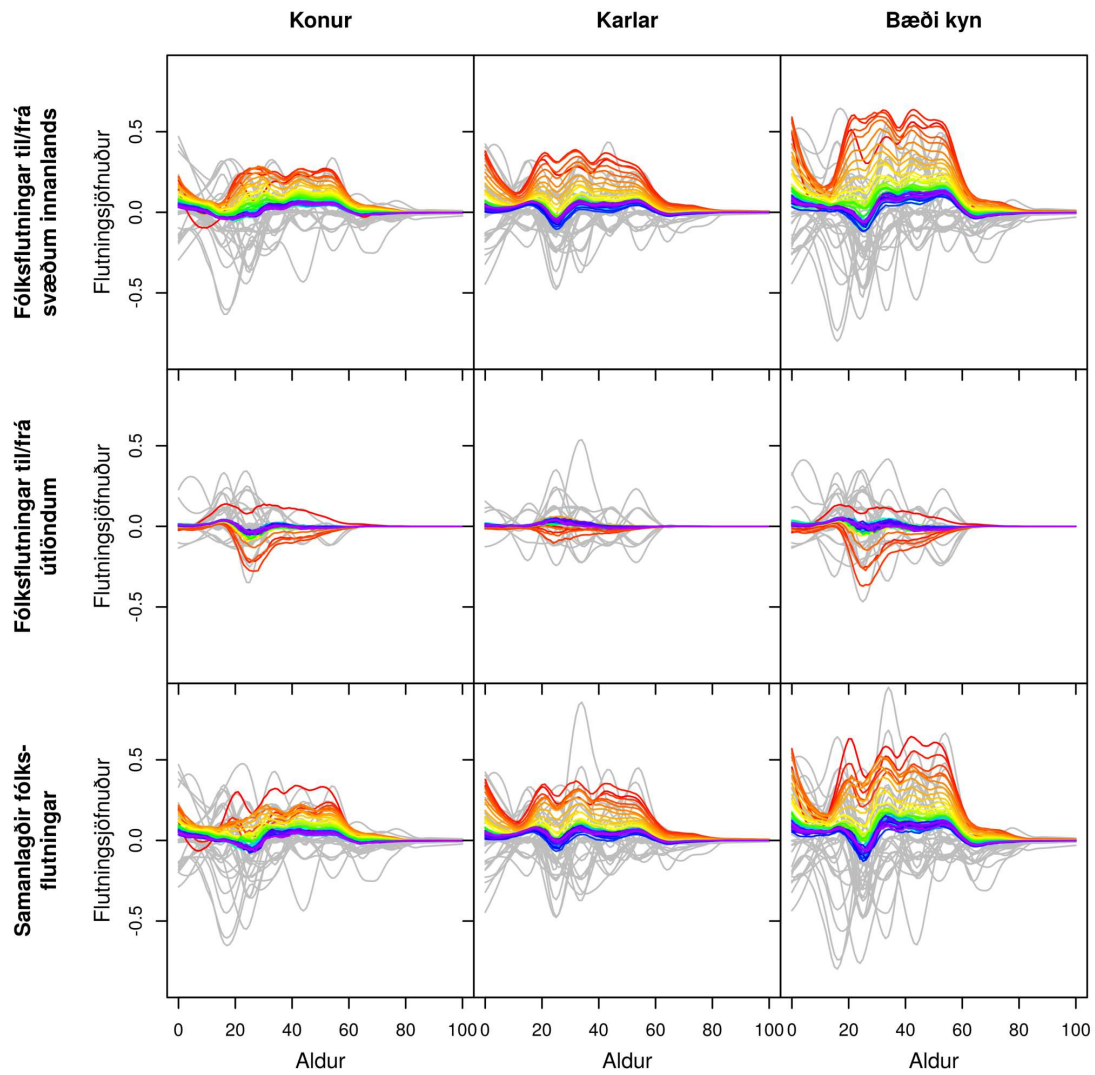 Konur
Karlar
Bæði kyn
Fólksflutningar til/frá
svæðum innanlands
Flutningsjöfnuður
0.5
0.0
-0.5
Fólksflutningar til/frá
útlöndum
Flutningsjöfnuður
0.5
0.0
-0.5
Samanlagðir fólks-
flutningar
Flutningsjöfnuður
0.5
0.0
-0.5
0 20 40 60 80 100
0 20 40 60 80 100
0 20 40 60 80 100
Aldur
Aldur
Aldur